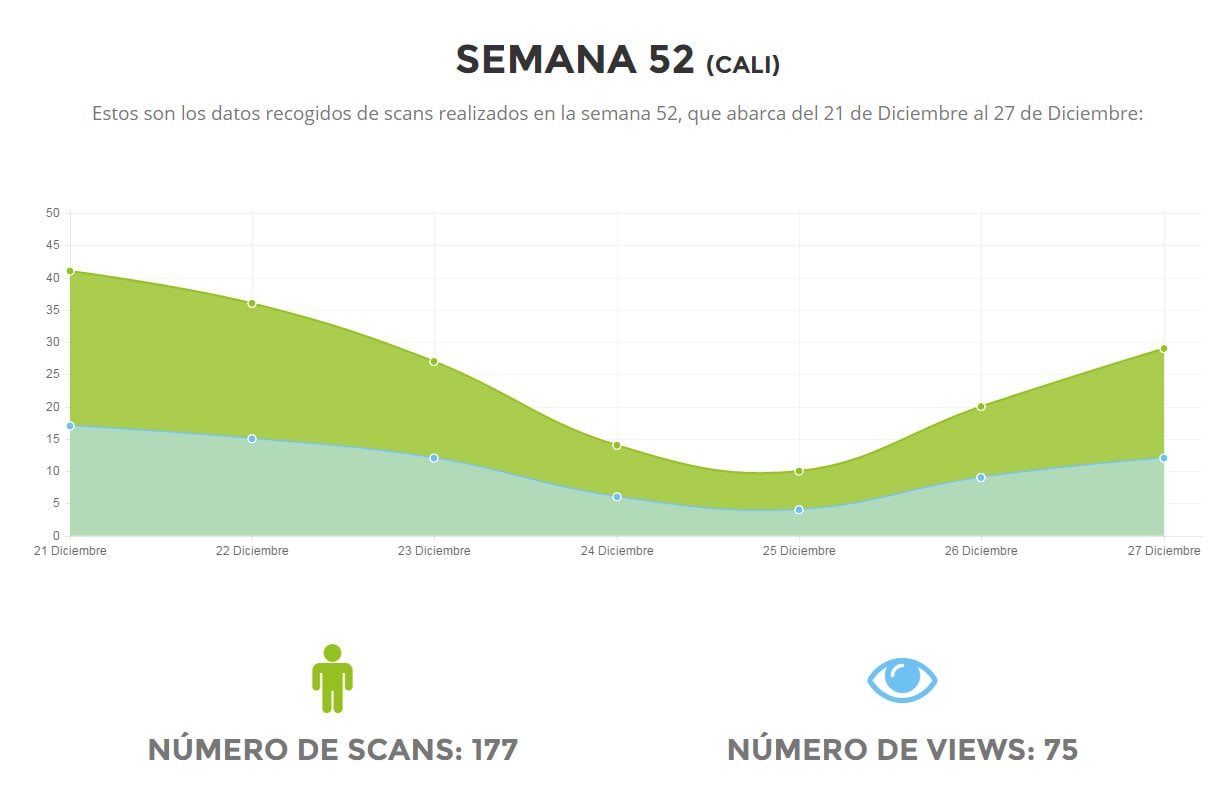 SEMANA 52 (CALI)
Estos son los datos recogidos de scans realizados en la semana 52, que abarca del 21 de Diciembre al 27 de Diciembre:
50
45
40
35
30
25
20
15
10
5
0
21 Diciembre 22 Diciembre 23 Diciembre 24 Diciembre 25 Diciembre 26 Diciembre 27 Diciembre
NÚMERO DE SCANS: 177 NÚMERO DE VIEWS: 75